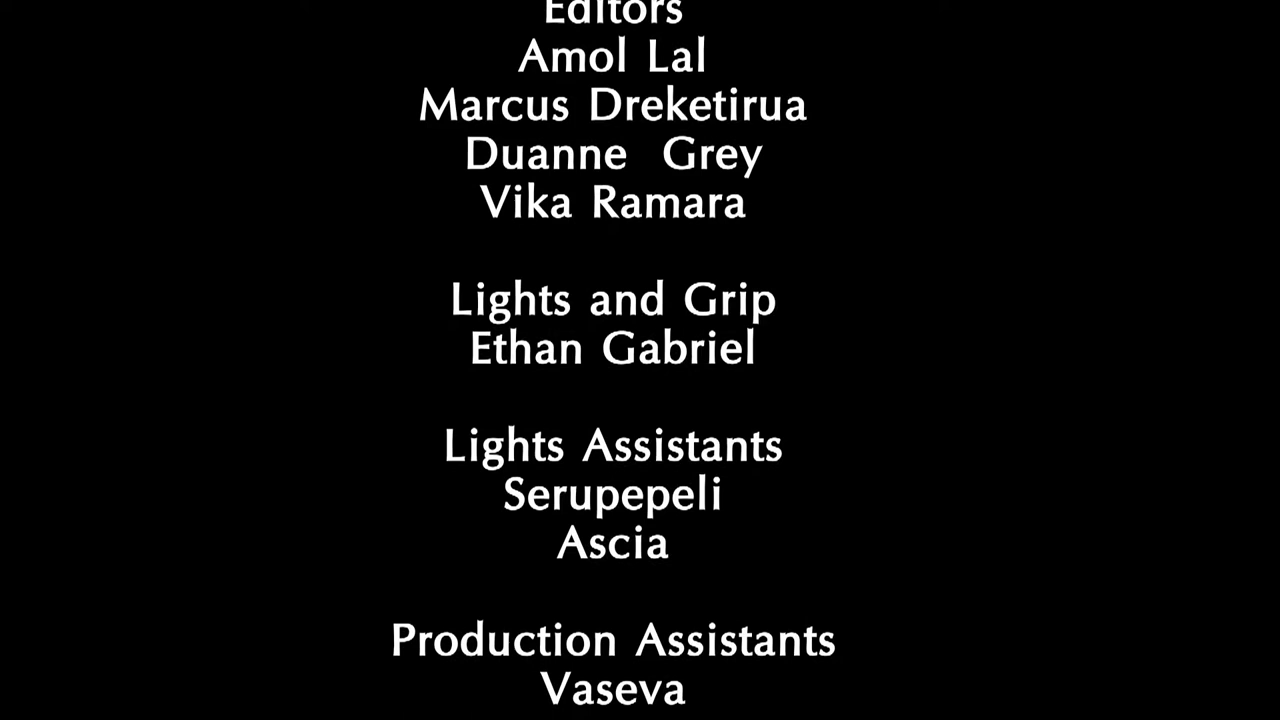 Editors
Amol Lal
Marcus Dreketirua
Duanne  Grey
Vika Ramara
Lights and Grip
Ethan Gabriel
Lights Assistants
Serupepeli
Ascia
Production Assistants
Vaseva